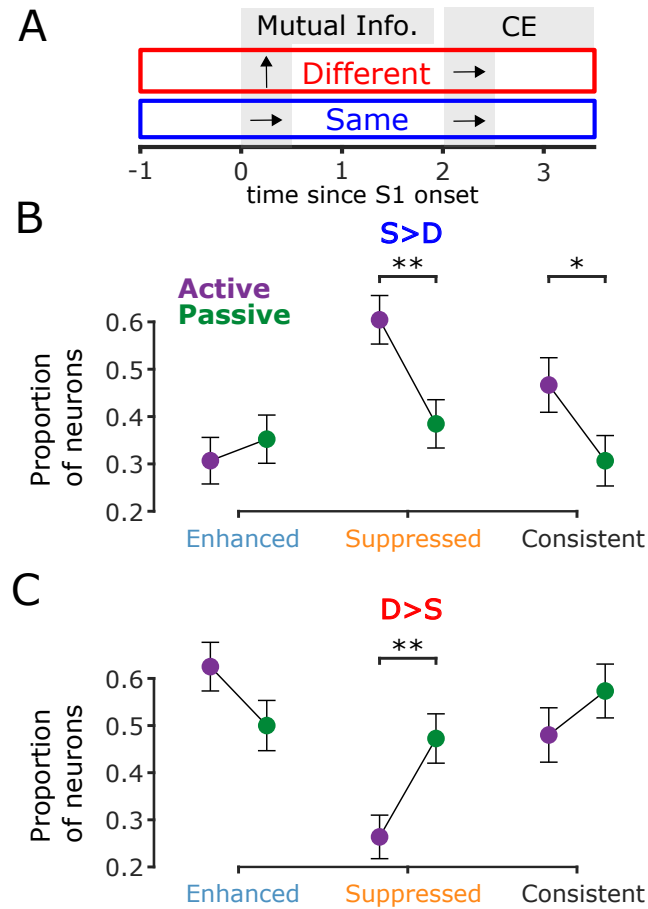 A
Mutual Info.
CE
Different
Same
-1 0 1 2 3
time since S1 onset
B
S>D
** *
Active
Passive
0.6
0.5
0.4
0.3
0.2
Proportion
of neurons
Enhanced Suppressed Consistent
C
D>S
**
0.6
0.5
0.4
0.3
0.2
Proportion
of neurons
Enhanced Suppressed Consistent